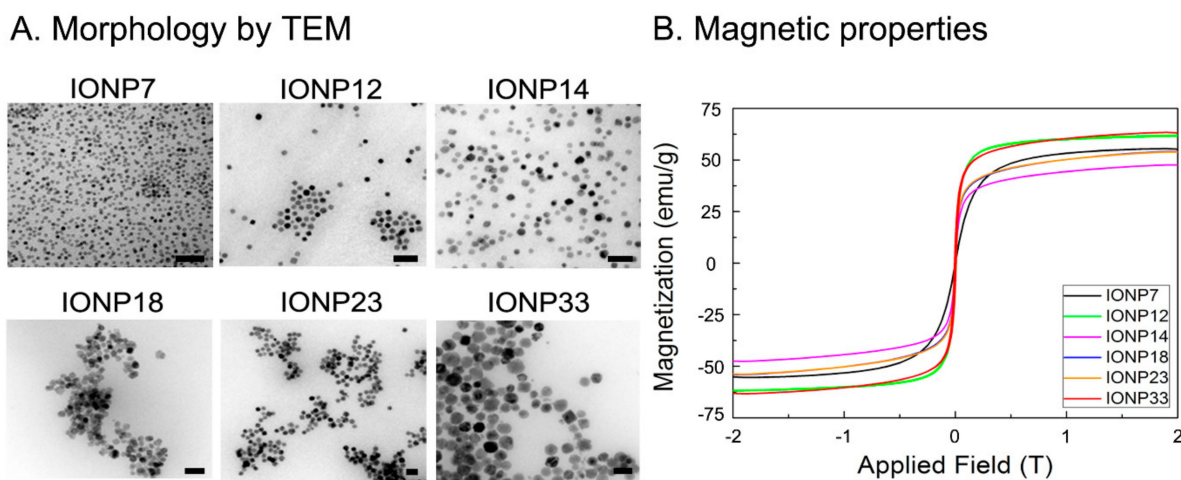 A. Morphology by TEM
IONP7
IONP12
IONP14
IONP18
IONP23
IONP33
B. Magnetic properties
Magnetization (emu/g)
75
50
25
0
-25
-50
-75
-2
-1
0
1
2
Applied Field (T)
IONP7
IONP12
IONP14
IONP18
IONP23
IONP33